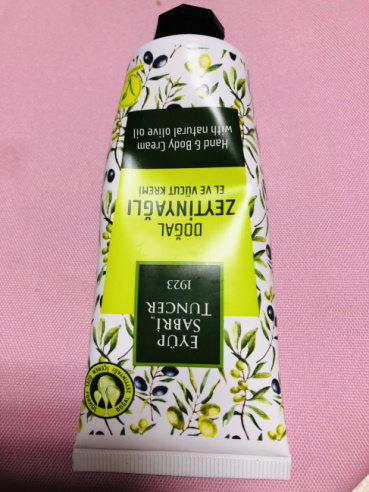 EYÜP
SABRİ
TUNCER
1923
DOĞAL
ZEYTİNYAĞLI
EL VE VÜCUT KREMİ
Hand & Body Cream
with natural olive oil